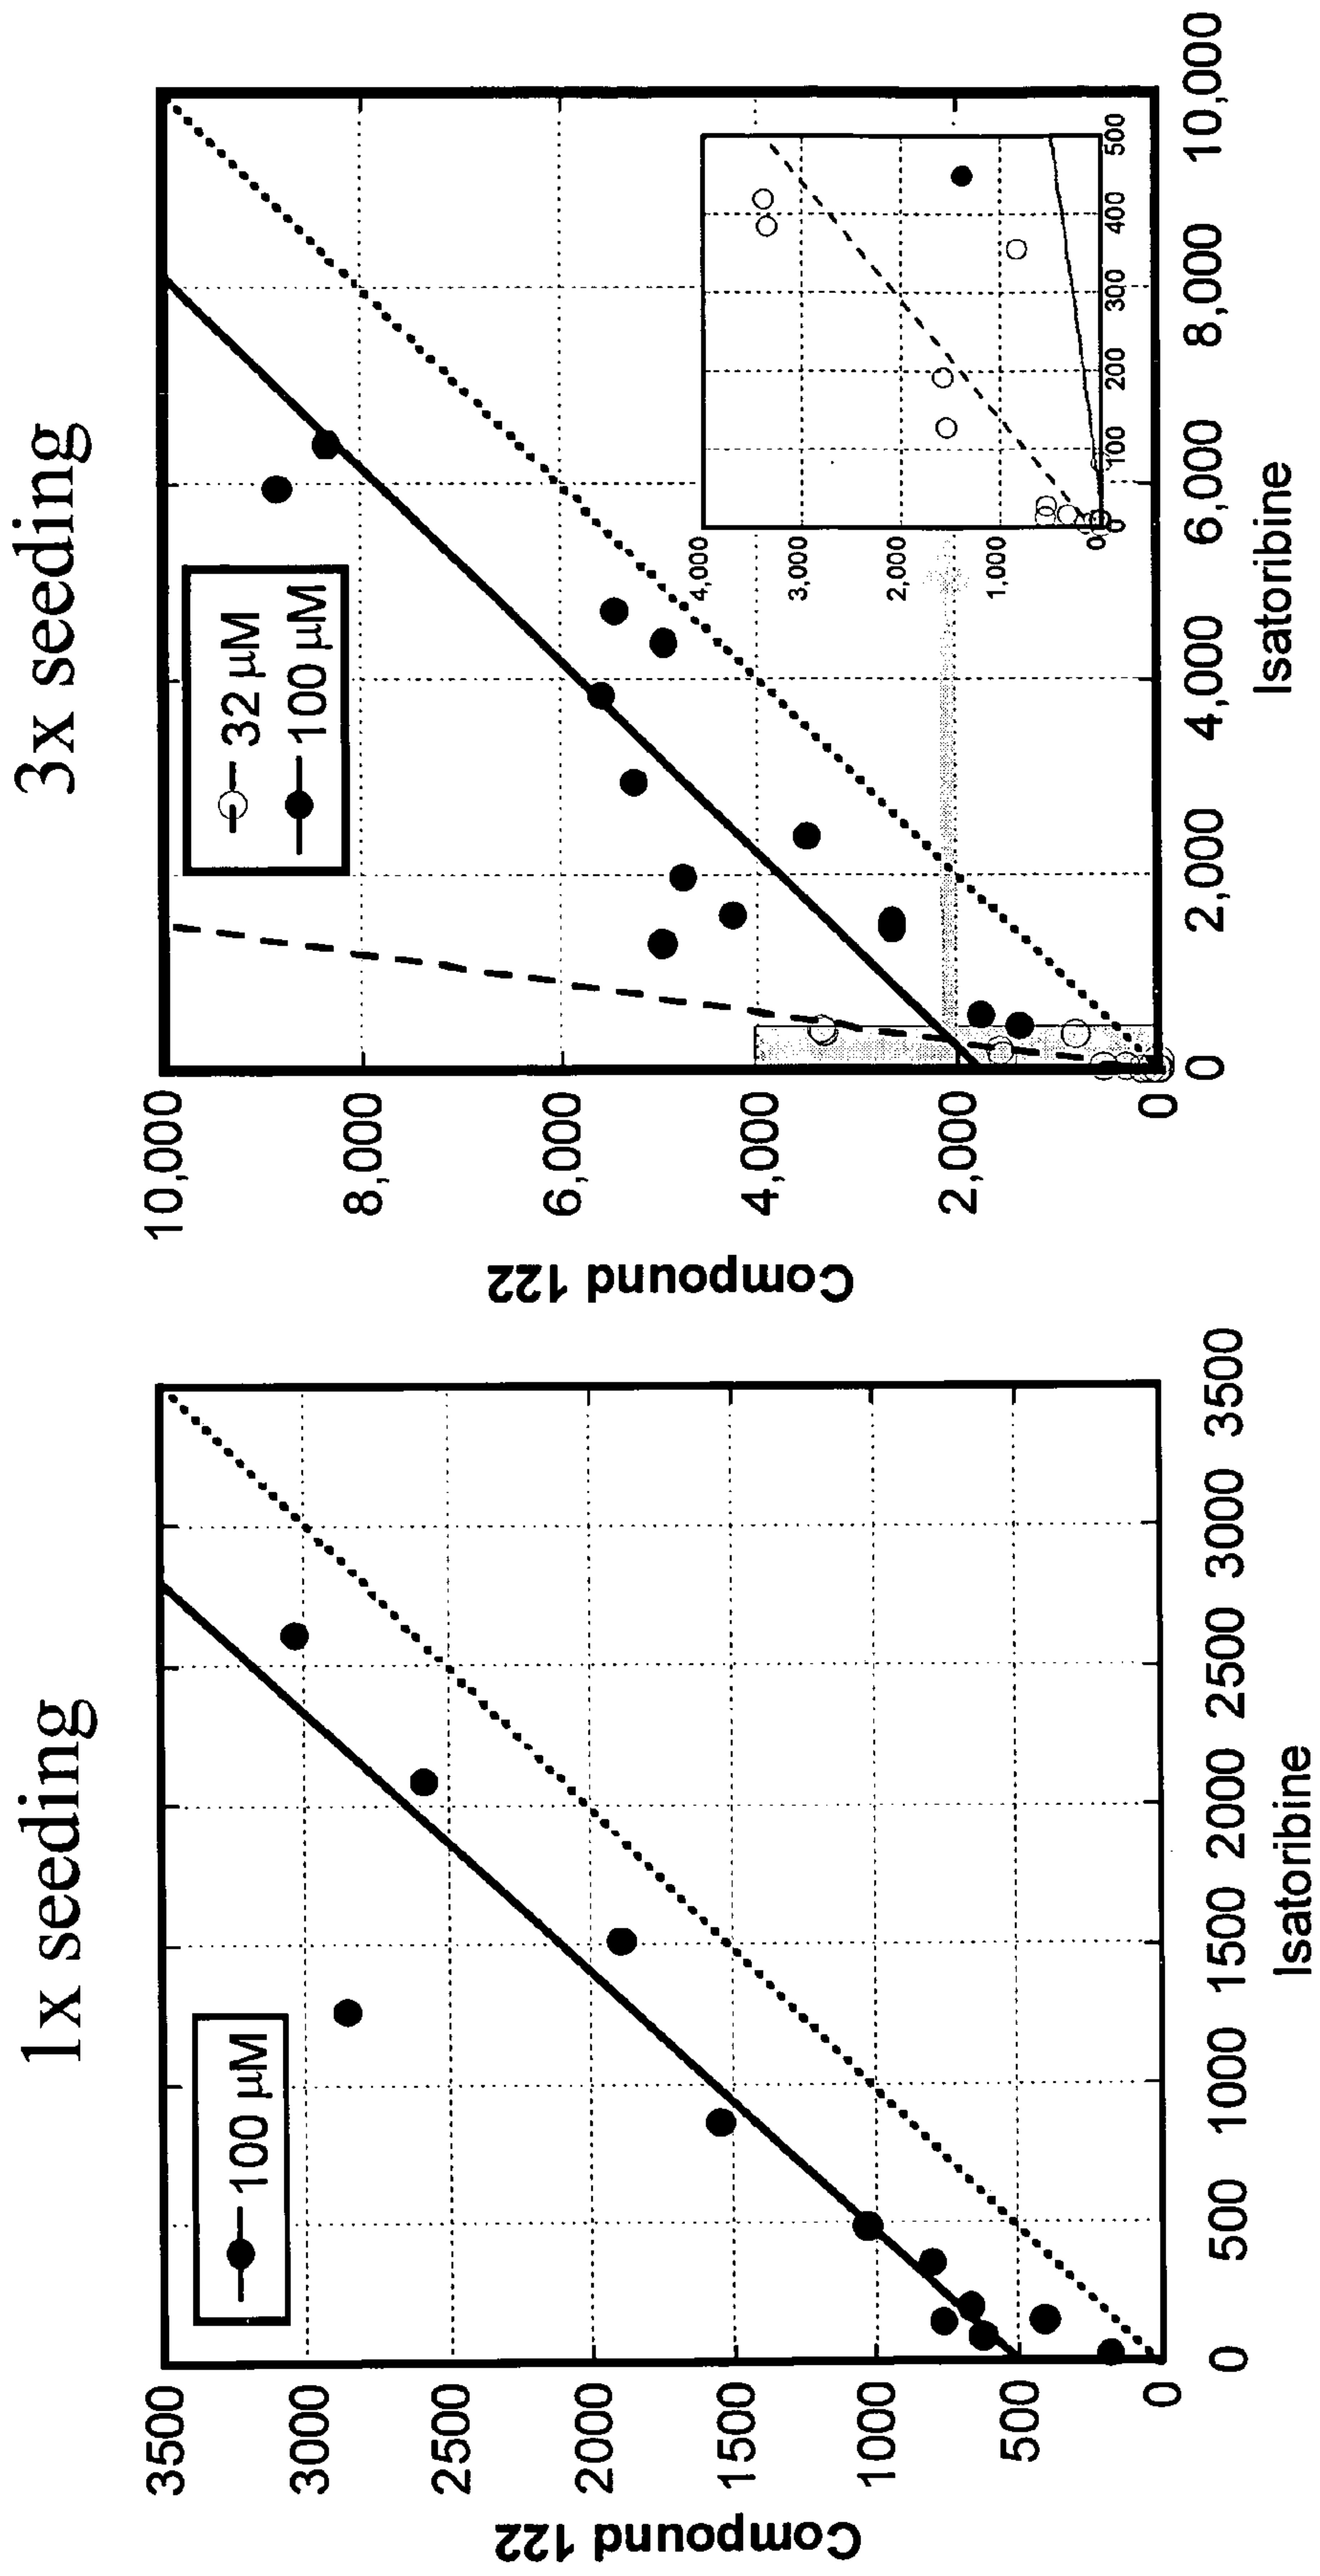 1x seeding
100 µM
Compound 122
3500
3000
2500
2000
1500
1000
500
0
0 500 1000 1500 2000 2500 3000 3500
Isatoribine
3x seeding
32 µM
100 µM
Compound 122
10,000
8,000
6,000
4,000
2,000
0
0 2,000 4,000 6,000 8,000 10,000
Isatoribine
4,000
3,000
2,000
1,000
0
0 100 200 300 400 500